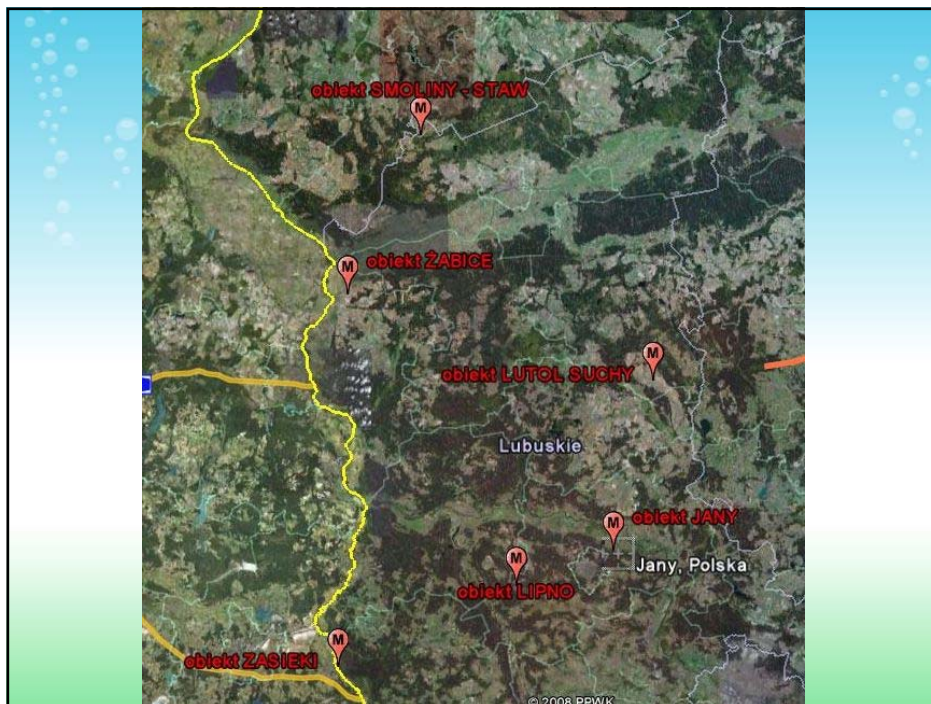 obiekt SMOLINY - STAW
M
obiekt ŻABICE
M
M
obiekt LUTOL SUCHY
Lubuskie
M
obiekt JANY
M
Jany, Polska
obiekt LIPNO
M
obiekt ZASIEKI
© 2008 PPWK